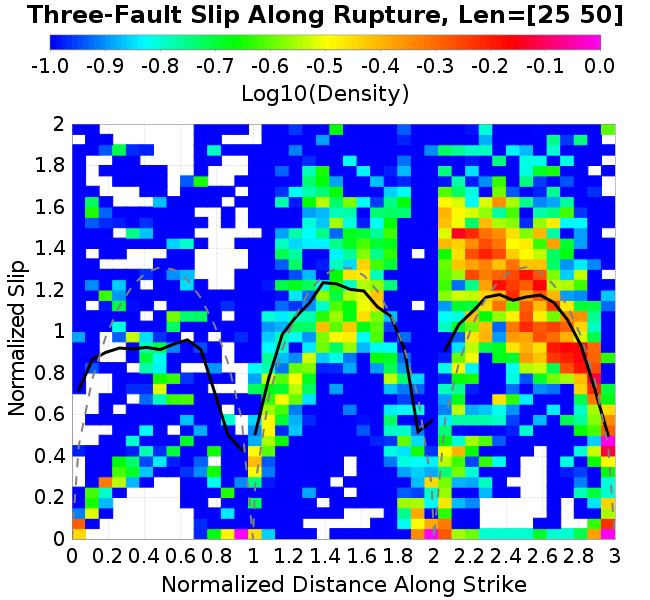 Three-Fault Slip Along Rupture, Len=[25 50]
-1.0 -0.9 -0.8 -0.7 -0.6 -0.5 -0.4 -0.3 -0.2 -0.1 0.0
Log10(Density)
2
1.8
1.6
1.4
1.2
1
0.8
0.6
0.4
0.2
0
Normalized Slip
0 0.2 0.4 0.6 0.8 1 1.2 1.4 1.6 1.8 2 2.2 2.4 2.6 2.8 3
Normalized Distance Along Strike